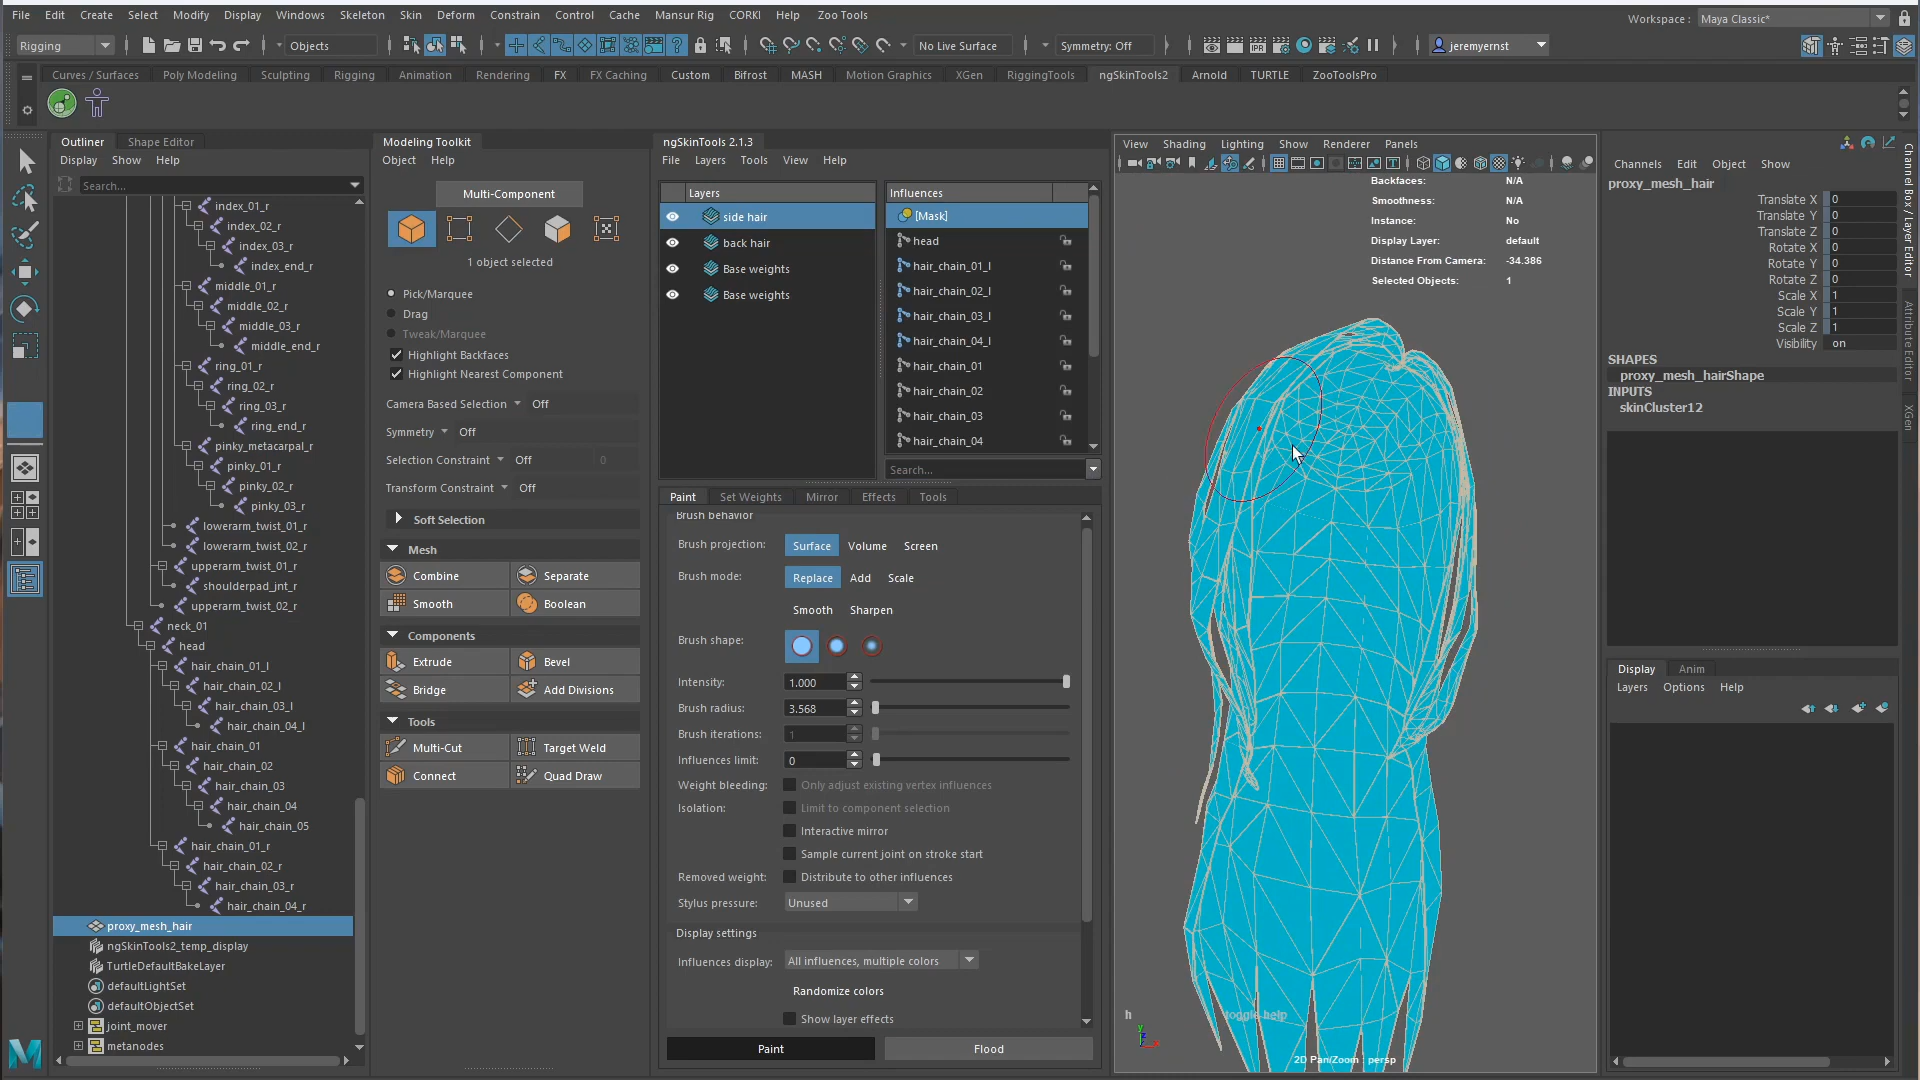 File Edit Create Select Modify Display Windows Skeleton Skin Deform Constrain Control Cache Mansur Rig CORKI Help Zoo Tools
Workspace : Maya Classic*
Rigging Objects No Live Surface Symmetry: Off jeremyernst
Curves / Surfaces Poly Modeling Sculpting Rigging Animation Rendering FX FX Caching Custom Bifrost MASH Motion Graphics XGen RiggingTools ngSkinTools2 Arnold TURTLE ZooToolsPro
Outliner Shape Editor
Display Show Help
Search...
index_01_r
index_02_r
index_03_r
index_end_r
middle_01_r
middle_02_r
middle_03_r
middle_end_r
ring_01_r
ring_02_r
ring_03_r
ring_end_r
pinky_metacarpal_r
pinky_01_r
pinky_02_r
pinky_03_r
lowerarm_twist_01_r
lowerarm_twist_02_r
upperarm_twist_01_r
shoulderpad_jnt_r
upperarm_twist_02_r
neck_01
head
hair_chain_01_l
hair_chain_02_l
hair_chain_03_l
hair_chain_04_l
hair_chain_01
hair_chain_02
hair_chain_03
hair_chain_04
hair_chain_05
hair_chain_01_r
hair_chain_02_r
hair_chain_03_r
hair_chain_04_r
proxy_mesh_hair
ngSkinTools2_temp_display
TurtleDefaultBakeLayer
defaultLightSet
defaultObjectSet
joint_mover
metanodes
Modeling Toolkit
Object Help
Multi-Component
1 object selected
Pick/Marquee
Drag
Tweak/Marquee
Highlight Backfaces
Highlight Nearest Component
Camera Based Selection Off
Symmetry Off
Selection Constraint Off 0
Transform Constraint Off
Soft Selection
Mesh
Combine Separate
Smooth Boolean
Components
Extrude Bevel
Bridge Add Divisions
Tools
Multi-Cut Target Weld
Connect Quad Draw
ngSkinTools 2.1.3
File Layers Tools View Help
Layers
side hair
back hair
Base weights
Base weights
Influences
[Mask]
head
hair_chain_01_l
hair_chain_02_l
hair_chain_03_l
hair_chain_04_l
hair_chain_01
hair_chain_02
hair_chain_03
hair_chain_04
Search...
Paint Set Weights Mirror Effects Tools
Brush behavior
Brush projection: Surface Volume Screen
Brush mode: Replace Add Scale
Smooth Sharpen
Brush shape:
Intensity: 1.000
Brush radius: 3.568
Brush iterations: 1
Influences limit: 0
Weight bleeding: Only adjust existing vertex influences
Isolation: Limit to component selection
Interactive mirror
Sample current joint on stroke start
Removed weight: Distribute to other influences
Stylus pressure: Unused
Display settings
Influences display: All influences, multiple colors
Randomize colors
Show layer effects
Paint Flood
View Shading Lighting Show Renderer Panels
IPR
Backfaces: N/A
Smoothness: N/A
Instance: No
Display Layer: default
Distance From Camera: -34.386
Selected Objects: 1
h toggle help
2D Pan/Zoom : persp
Channels Edit Object Show
proxy_mesh_hair
Translate X 0
Translate Y 0
Translate Z 0
Rotate X 0
Rotate Y 0
Rotate Z 0
Scale X 1
Scale Y 1
Scale Z 1
Visibility on
SHAPES
proxy_mesh_hairShape
INPUTS
skinCluster12
Display Anim
Layers Options Help
Channel Box / Layer Editor
Attribute Editor
XGen